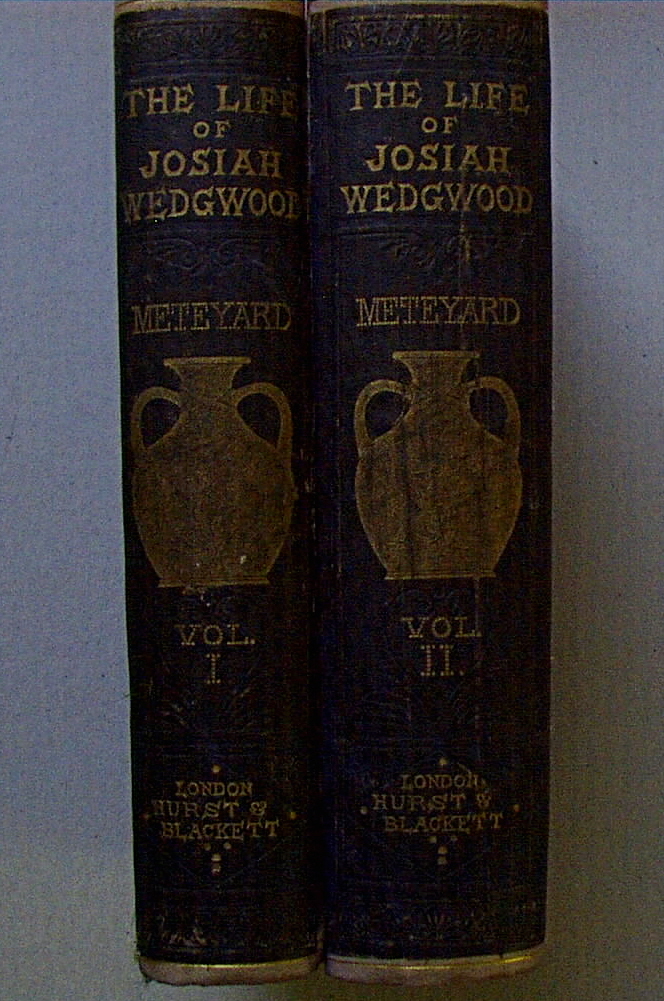 THE LIFE
OF
JOSIAH
WEDGWOOD
METEYARD
VOL.
I
LONDON
HURST &
BLACKETT
THE LIFE
OF
JOSIAH
WEDGWOOD
METEYARD
VOL.
II.
LONDON
HURST &
BLACKETT